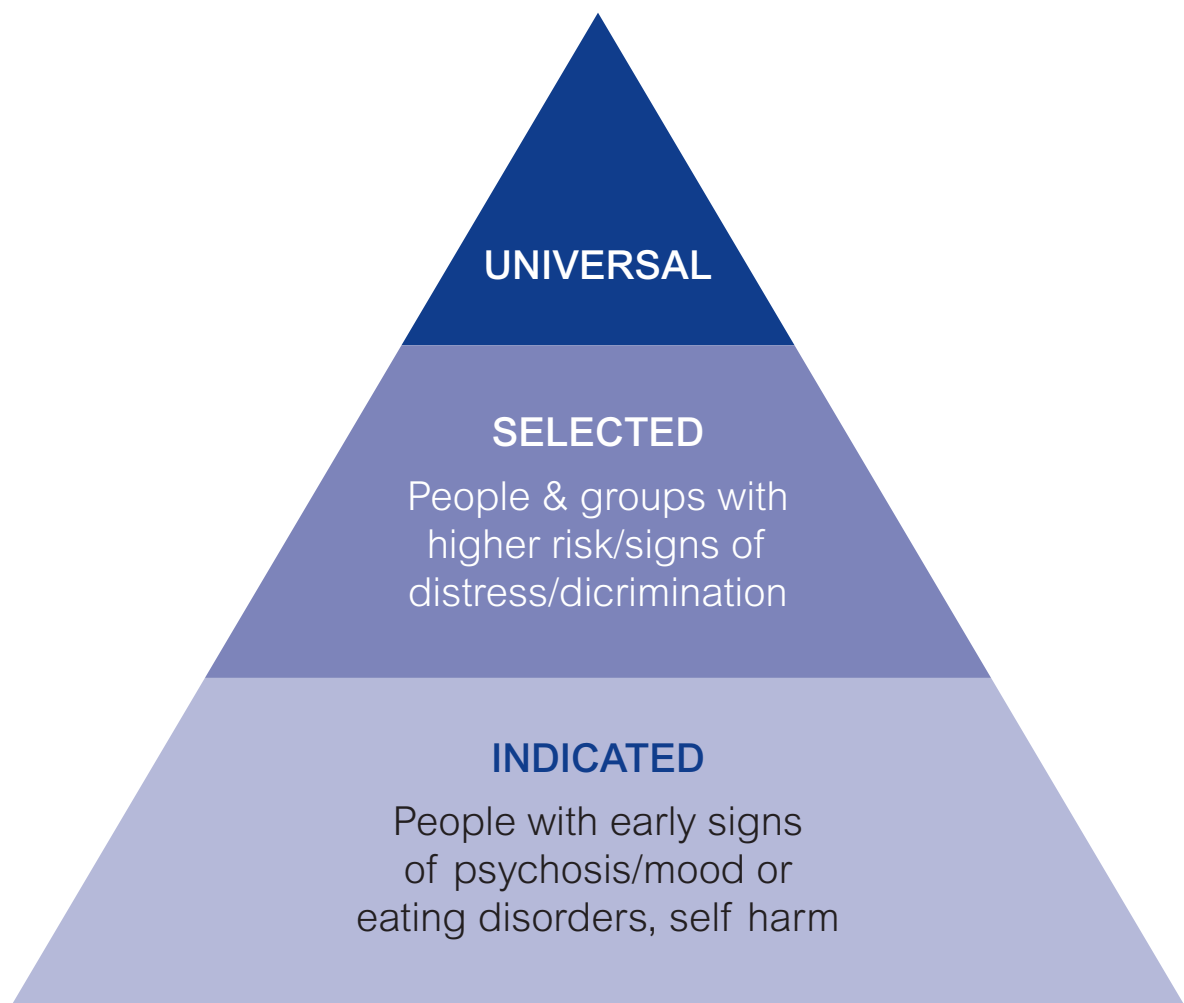 UNIVERSAL
SELECTED
People & groups with
higher risk/signs of
distress/dicrimination
INDICATED
People with early signs
of psychosis/mood or
eating disorders, self harm